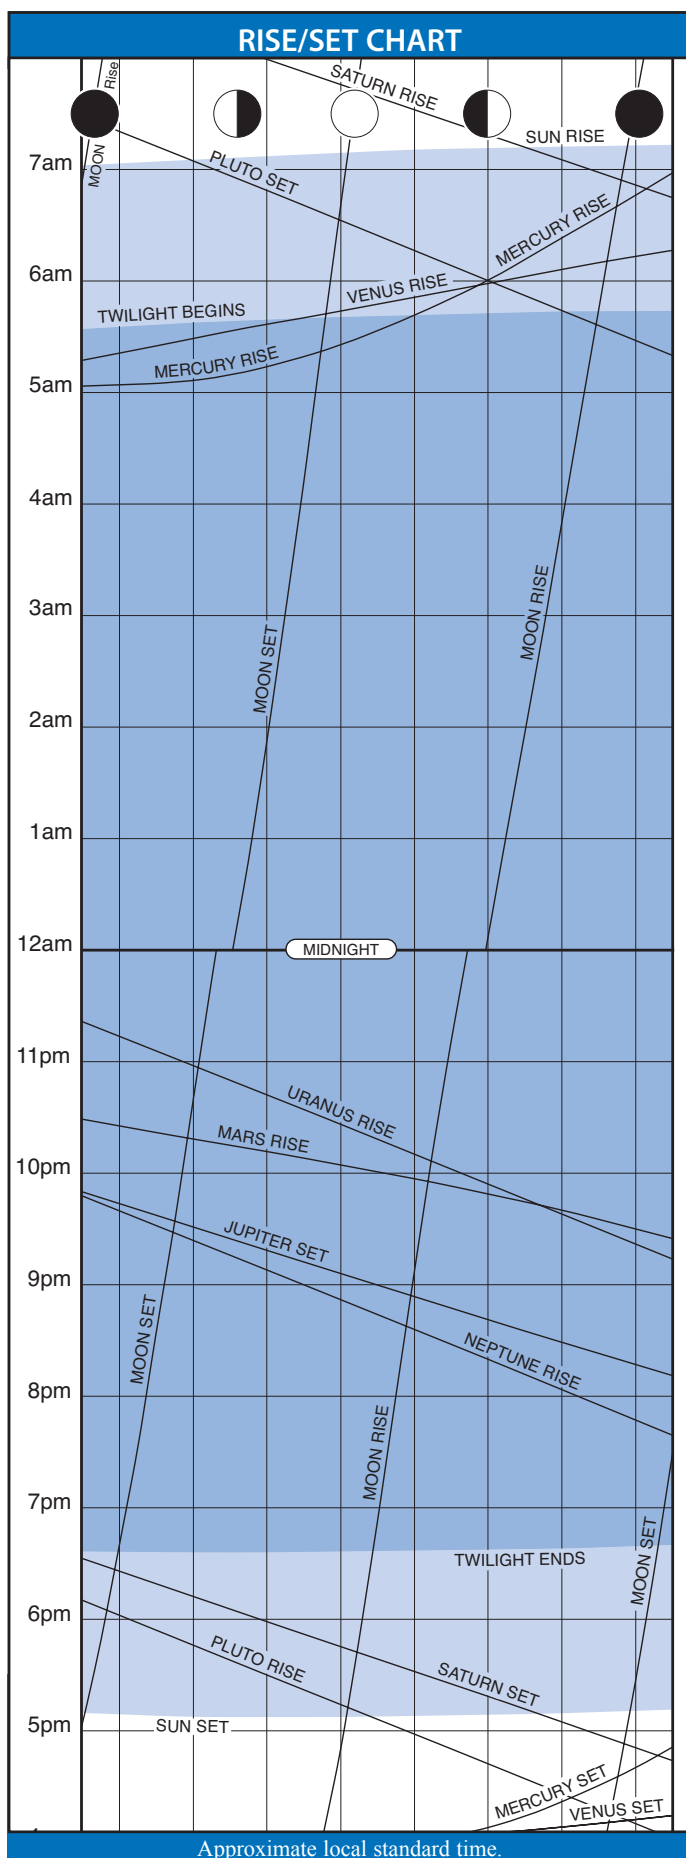 RISE/SET CHART
MOON Rise
SATURN RISE
SUN RISE
7am
PLUTO SET
MERCURY RISE
6am
VENUS RISE
TWILIGHT BEGINS
MERCURY RISE
5am
4am
3am
MOON SET
MOON RISE
2am
1am
12am
MIDNIGHT
11pm
URANUS RISE
MARS RISE
10pm
JUPITER SET
9pm
MOON SET
NEPTUNE RISE
8pm
MOON RISE
7pm
TWILIGHT ENDS
MOON SET
6pm
PLUTO RISE
SATURN SET
5pm
SUN SET
MERCURY SET
VENUS SET
Approximate local standard time.